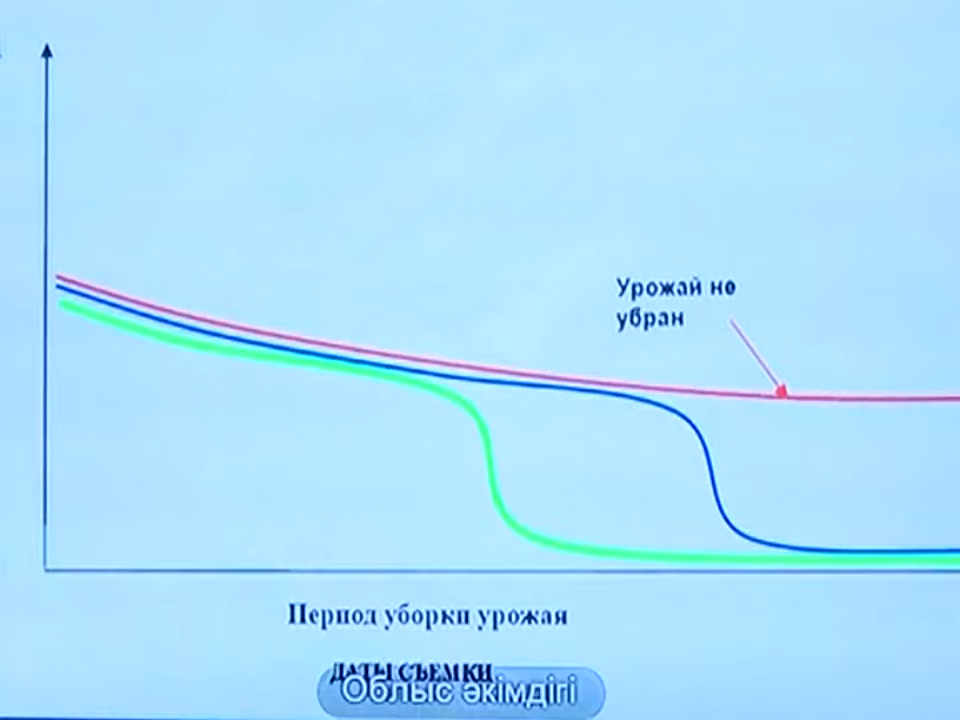 Урожай не
убран
Период уборки урожая
ДАТЫ СЪЕМКИ
Облыс әкімдігі